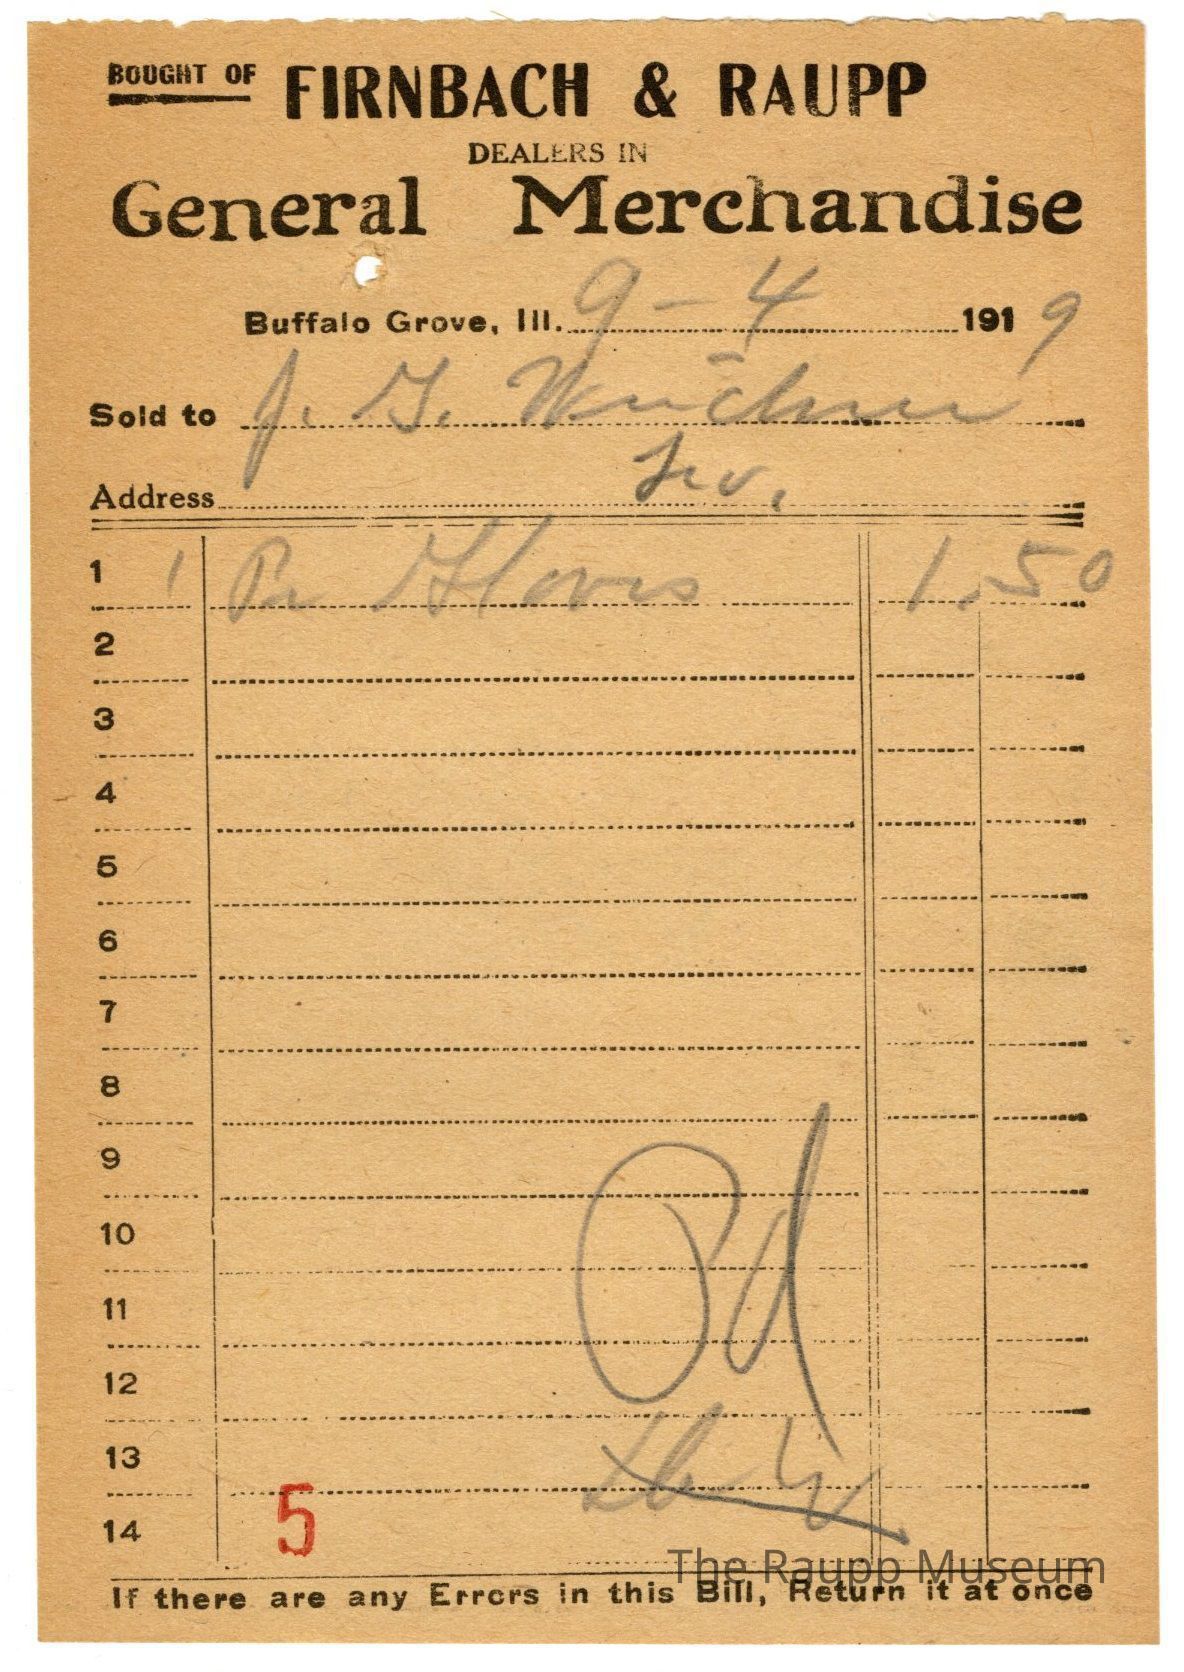 BOUGHT OF FIRNBACH & RAUPP
DEALERS IN
General Merchandise
Buffalo Grove, Ill. 9-4 1919
Sold to J. G.
Address
1 1 Pr Gloves 1.50
2
3
4
5
6
7
8
9
10
11
12
13
14
Pd
5
The Raupp Museum
If there are any Errors in this Bill, Return it at once